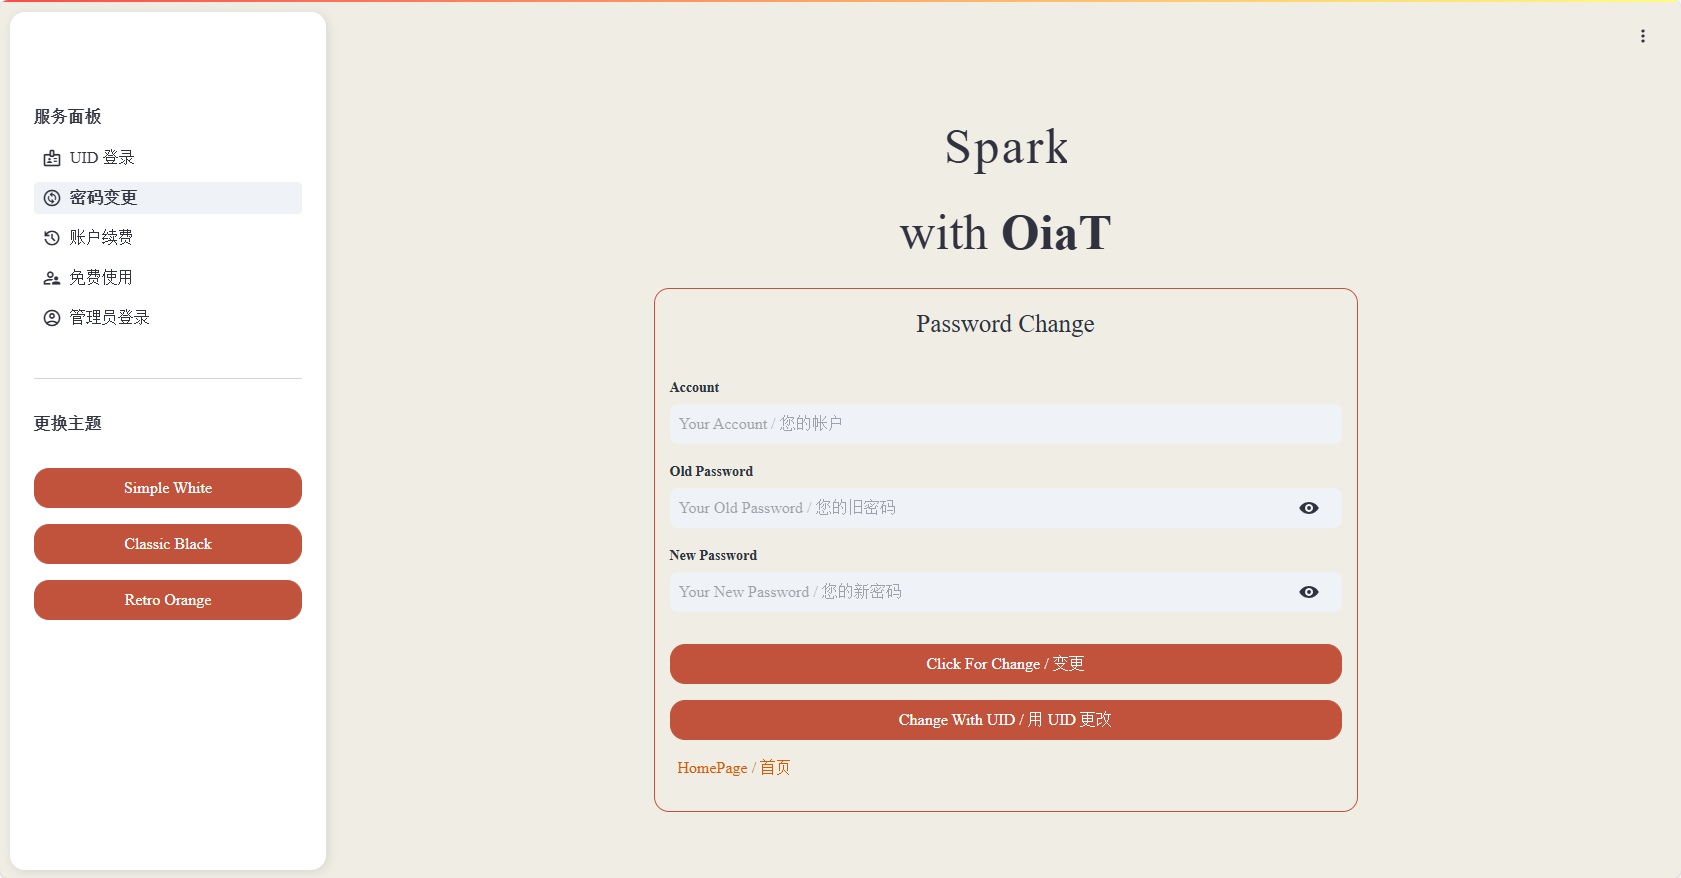 服务面板
UID 登录
密码变更
账户续费
免费使用
管理员登录
更换主题
Simple White
Classic Black
Retro Orange
Spark
with OiaT
Password Change
Account
Your Account / 您的帐户
Old Password
Your Old Password / 您的旧密码
New Password
Your New Password / 您的新密码
Click For Change / 变更
Change With UID / 用 UID 更改
HomePage / 首页